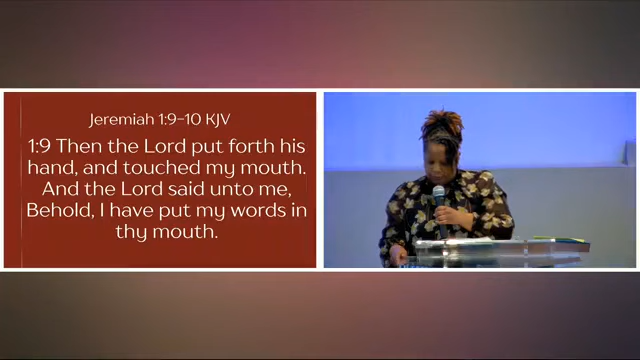 Jeremiah 1:9-10 KJV
1:9 Then the Lord put forth his
hand, and touched my mouth.
And the Lord said unto me,
Behold, I have put my words in
thy mouth.